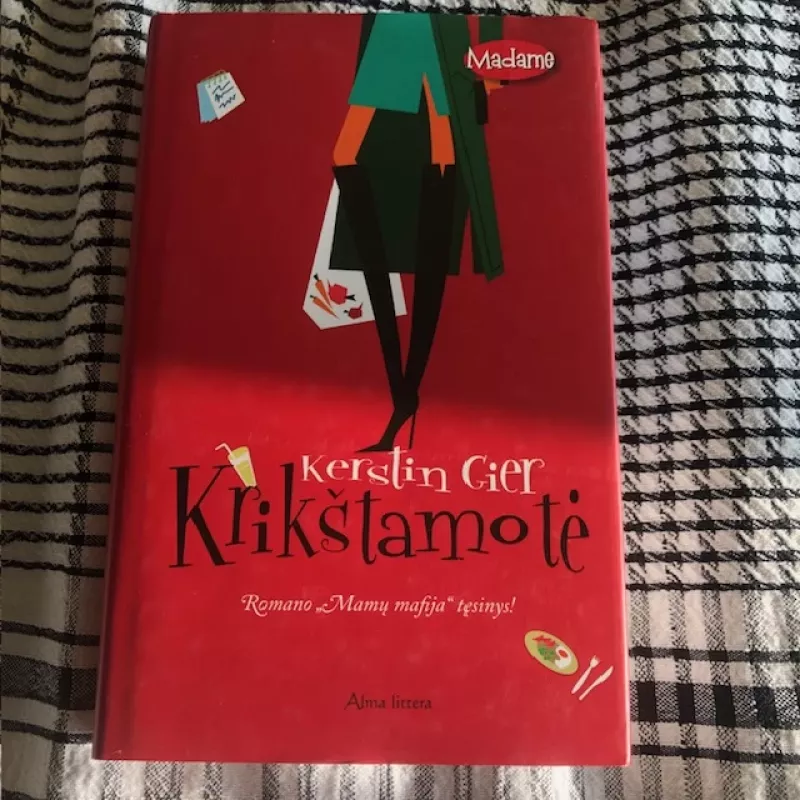 Madame
Kerstin Gier
Krikštamotė
Romano „Mamų mafija“ tęsinys!
Alma littera